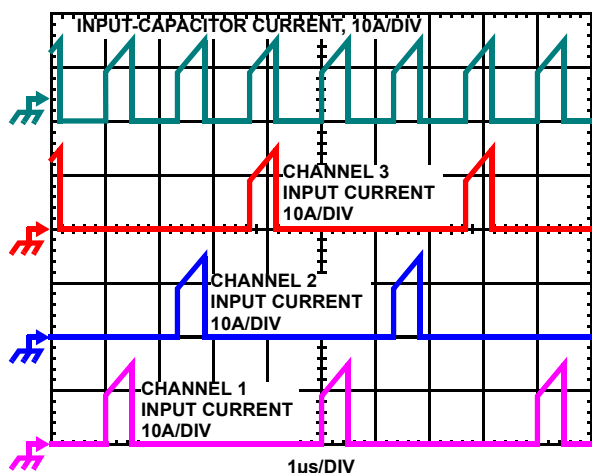 INPUT-CAPACITOR CURRENT, 10A/DIV
CHANNEL 3
INPUT CURRENT
10A/DIV
CHANNEL 2
INPUT CURRENT
10A/DIV
CHANNEL 1
INPUT CURRENT
10A/DIV
1µs/DIV